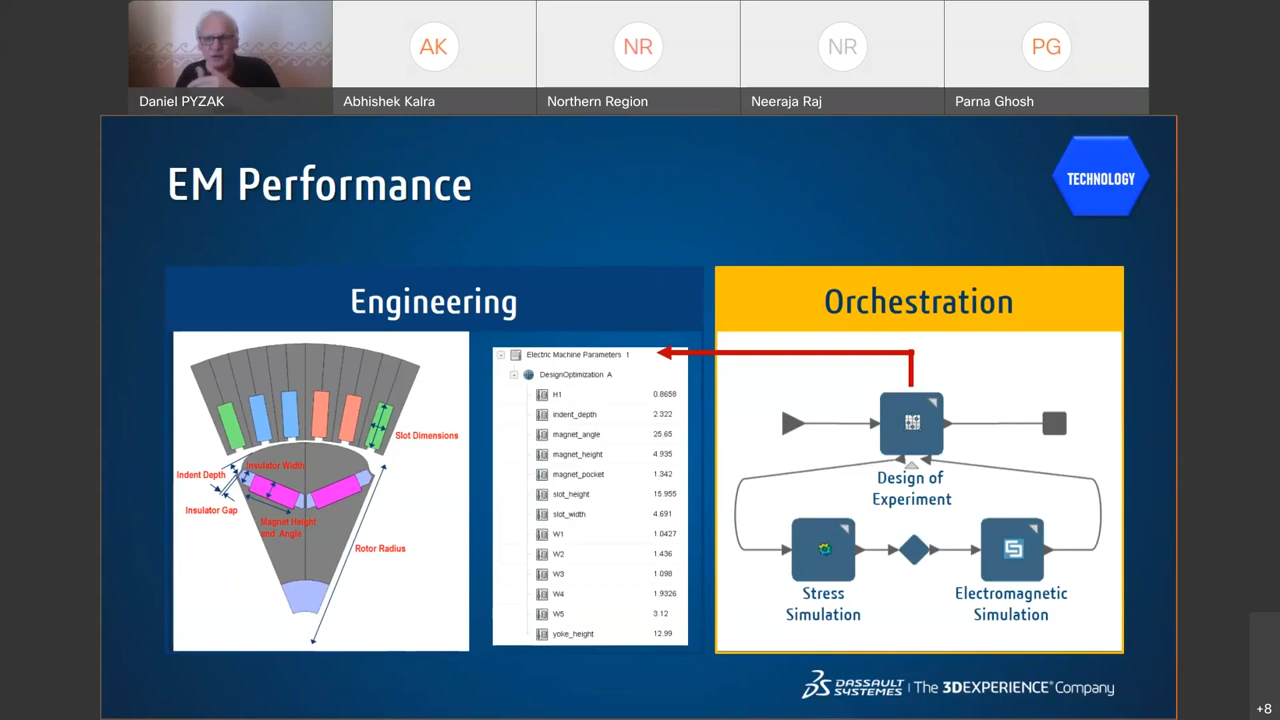 AK
NR
NR
PG
Daniel PYZAK
Abhishek Kalra
Northern Region
Neeraja Raj
Parna Ghosh
EM Performance
TECHNOLOGY
Engineering
Slot Dimensions
Insulator Width
Indent Depth
Insulator Gap
Magnet Height
and Angle
Rotor Radius
Electric Machine Parameters 1
DesignOptimization A
H1 0.8658
indent_depth 2.322
magnet_angle 25.65
magnet_height 4.935
magnet_pocket 1.342
slot_height 15.955
slot_width 4.691
W1 1.0427
W2 1.436
W3 1.098
W4 1.9326
W5 3.12
yoke_height 12.99
Orchestration
Design of
Experiment
Stress
Simulation
Electromagnetic
Simulation
DASSAULT
SYSTEMES | The 3DEXPERIENCE® Company
+8